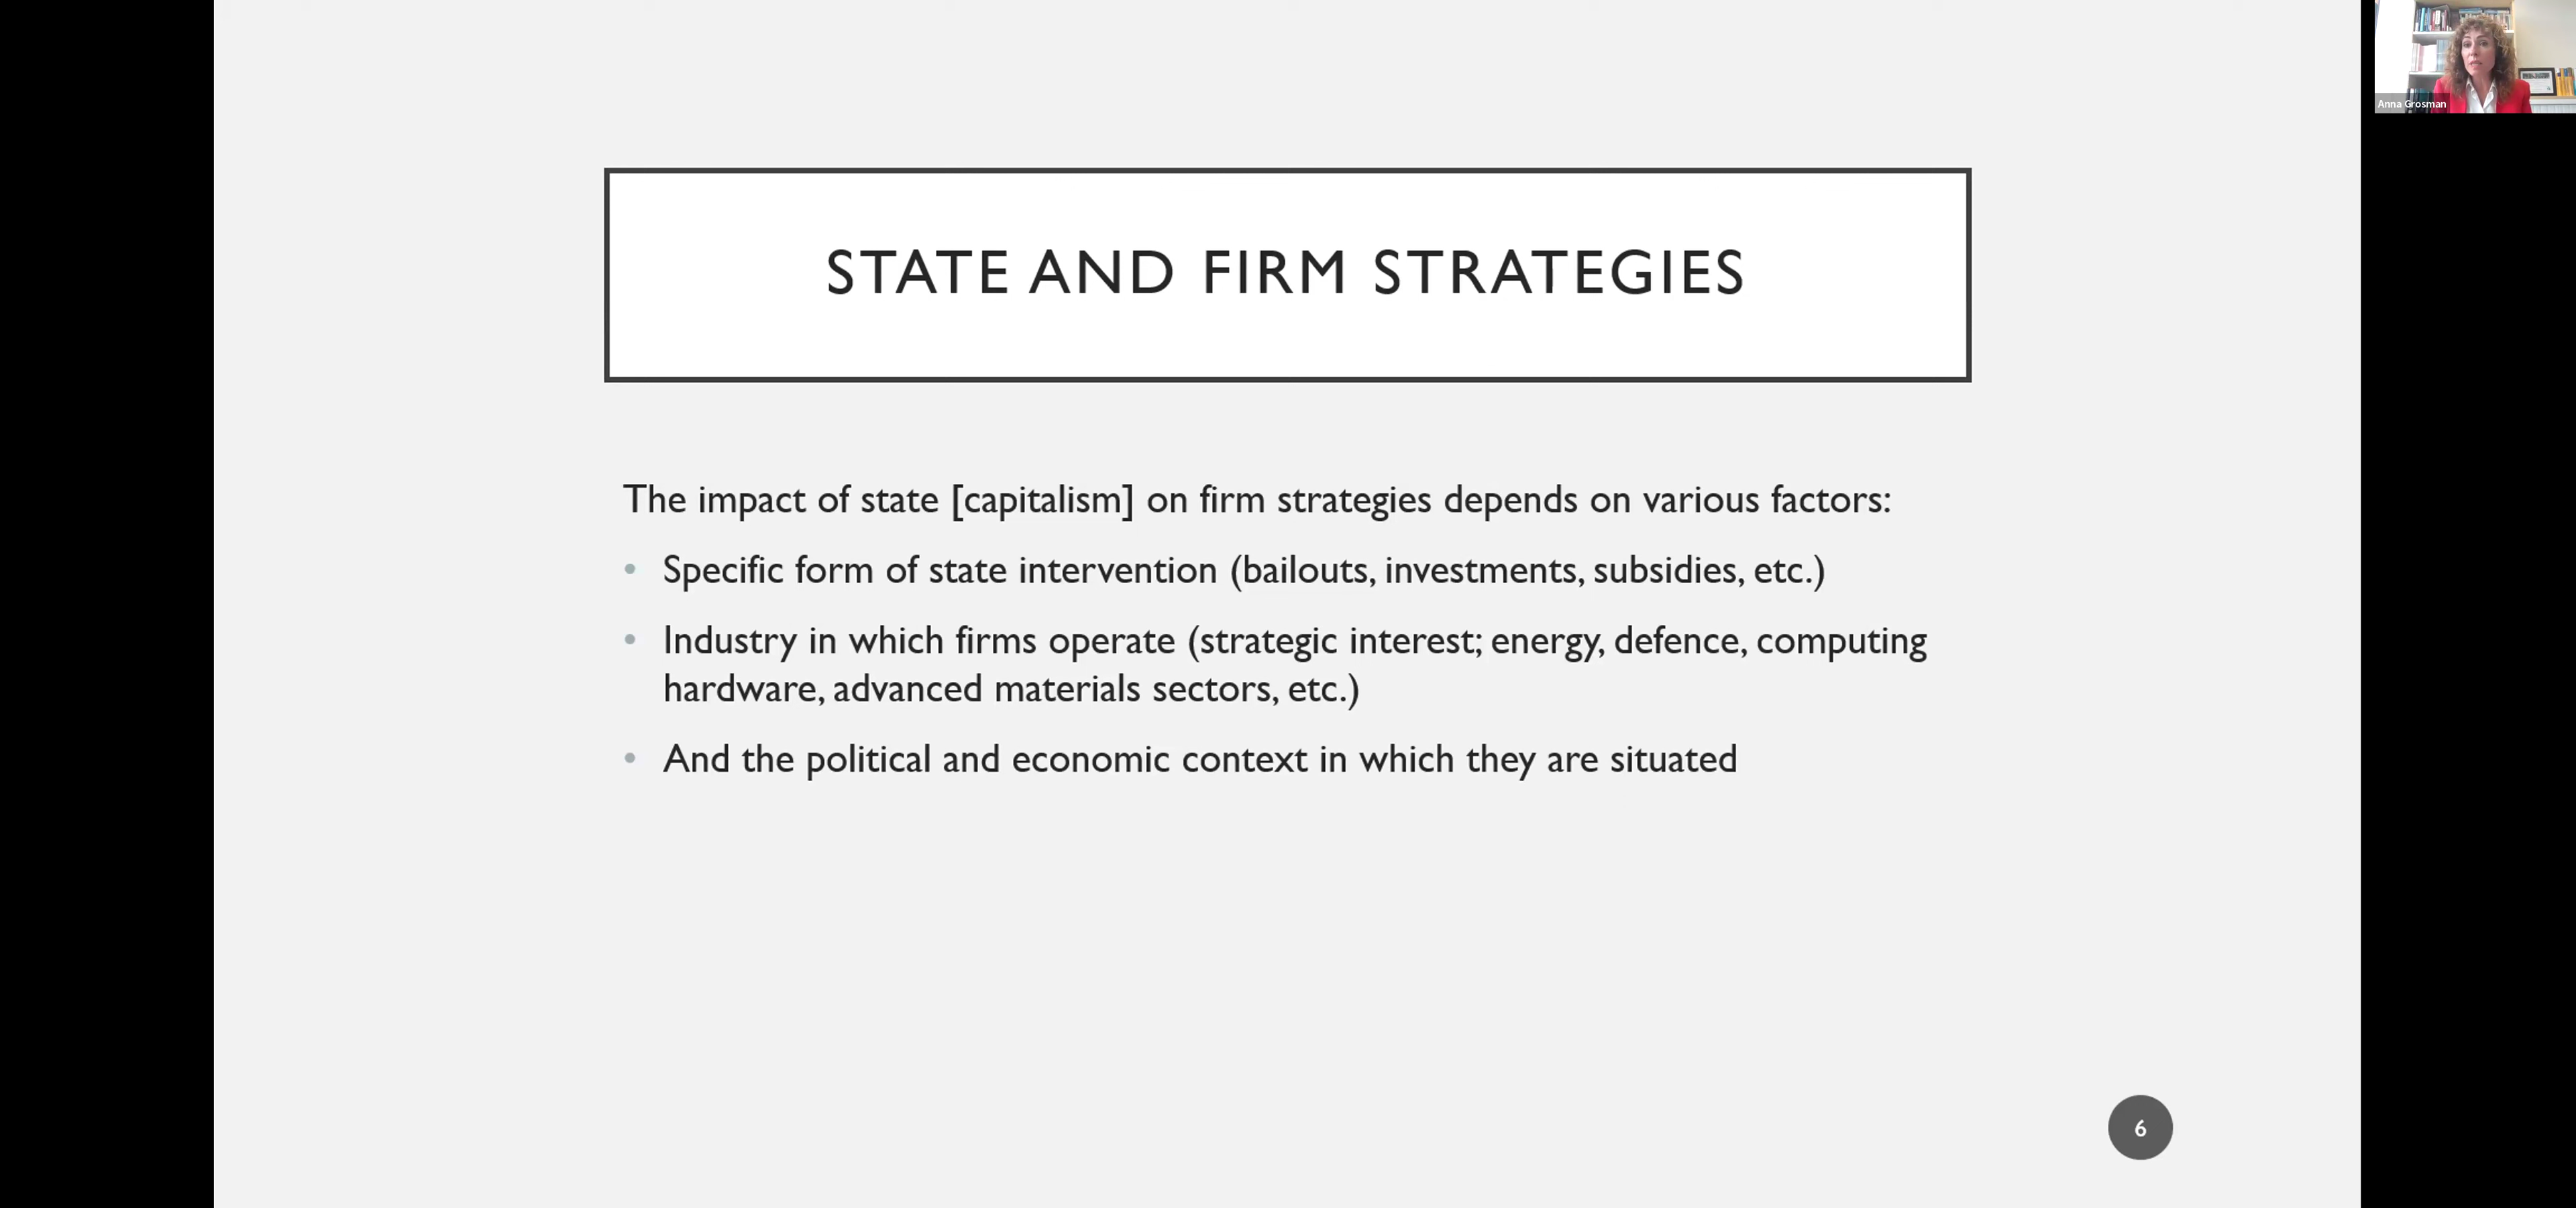 STATE AND FIRM STRATEGIES
The impact of state [capitalism] on firm strategies depends on various factors:
• Specific form of state intervention (bailouts, investments, subsidies, etc.)
• Industry in which firms operate (strategic interest; energy, defence, computing
hardware, advanced materials sectors, etc.)
• And the political and economic context in which they are situated
6
Anna Grosman